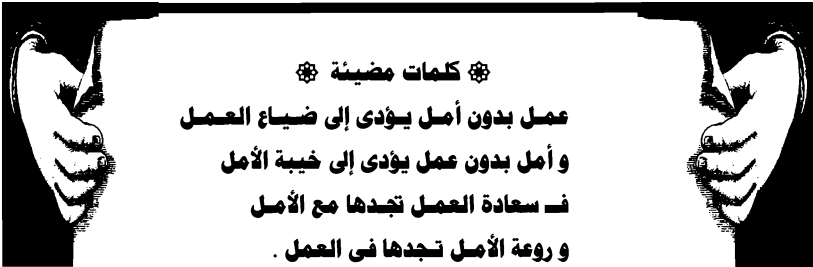 كلمات مضيئة
عمل بدون أمل يؤدى إلى ضياع العمل
و أمل بدون عمل يؤدى إلى خيبة الأمل
فـ سعادة العمل تجدها مع الأمل
و روعة الأمل تجدها فى العمل .